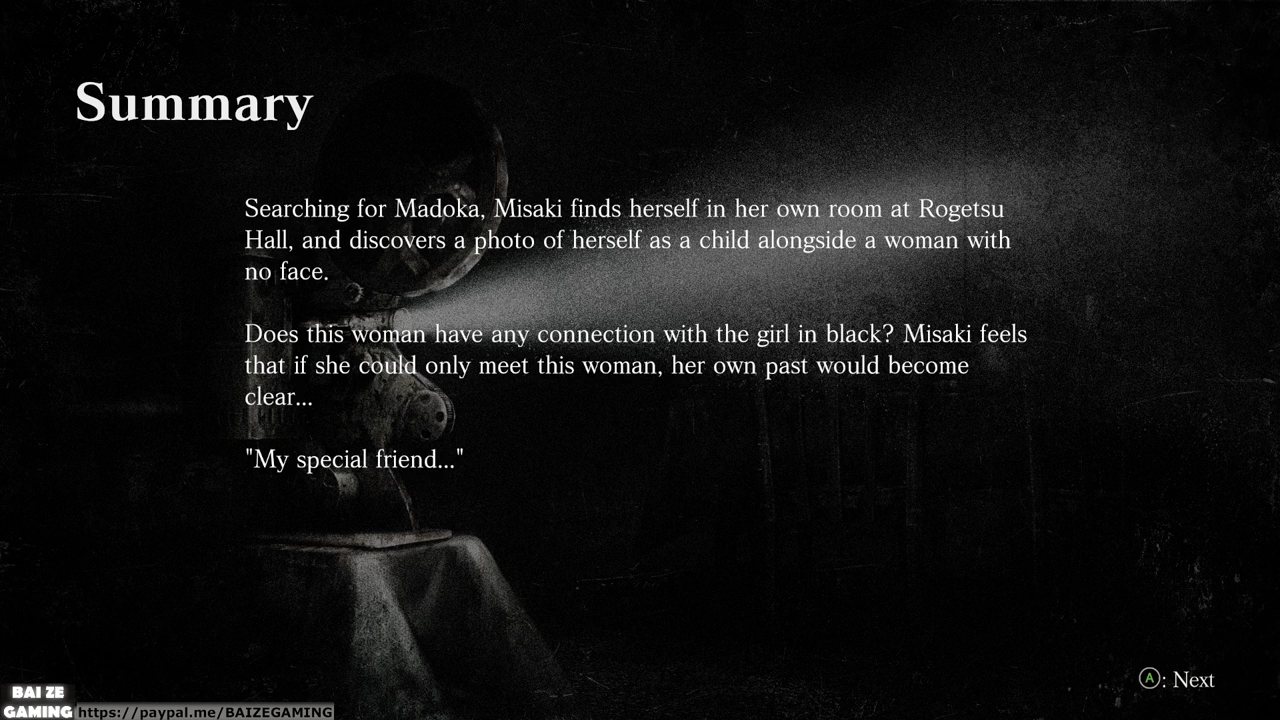 Summary
Searching for Madoka, Misaki finds herself in her own room at Rogetsu
Hall, and discovers a photo of herself as a child alongside a woman with
no face.
Does this woman have any connection with the girl in black? Misaki feels
that if she could only meet this woman, her own past would become
clear...
"My special friend..."
A: Next
BAI ZE
GAMING https://paypal.me/BAIZEGAMING